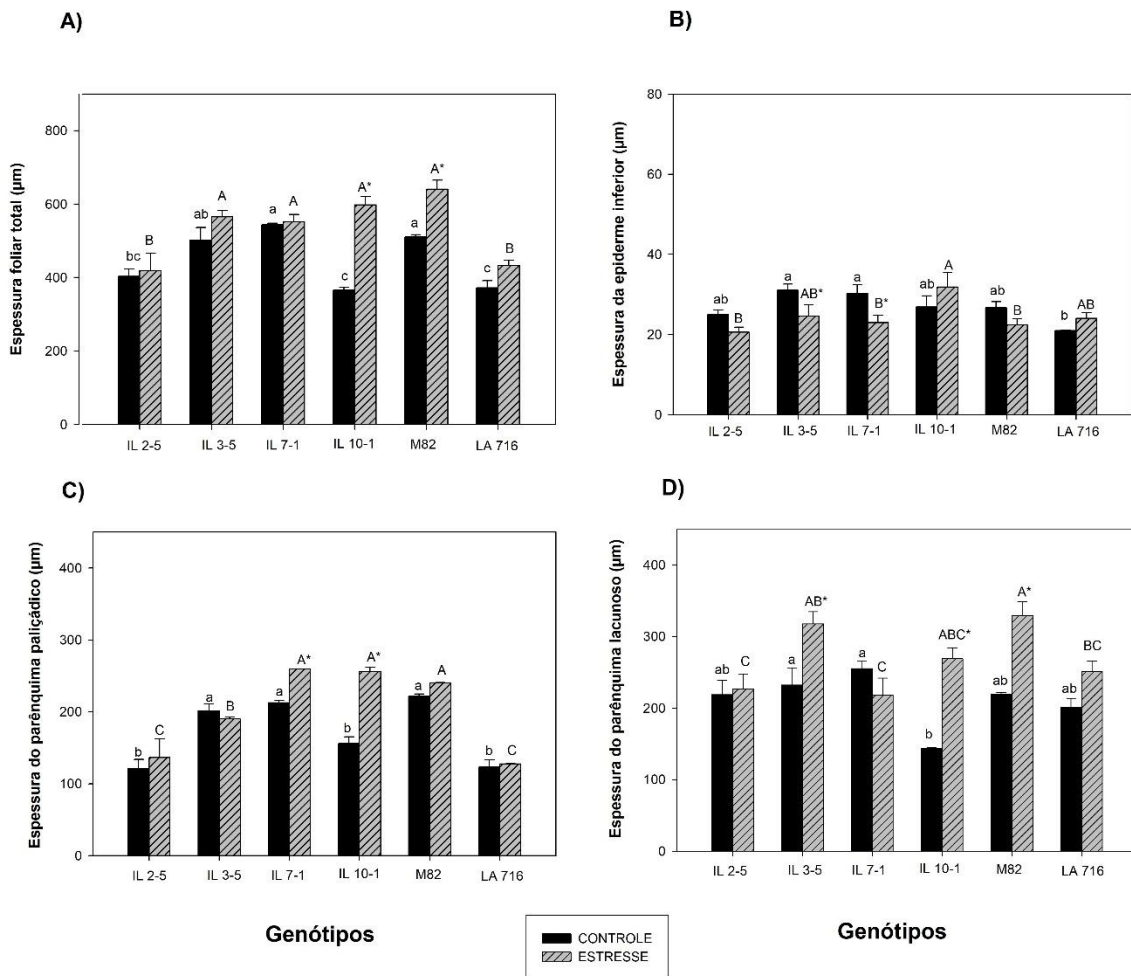 A)
Espessura foliar total (µm)
800
600
400
200
0
bc
B
ab
A
a
A
c
A*
a
A*
c
B
IL 2-5
IL 3-5
IL 7-1
IL 10-1
M82
LA 716
B)
Espessura da epiderme inferior (µm)
80
60
40
20
0
ab
B
a
AB*
a
B*
ab
A
ab
B
b
AB
IL 2-5
IL 3-5
IL 7-1
IL 10-1
M82
LA 716
C)
Espessura do parênquima paliçádico (µm)
400
300
200
100
0
b
C
a
B
a
A*
b
A*
a
A
b
C
IL 2-5
IL 3-5
IL 7-1
IL 10-1
M82
LA 716
Genótipos
D)
Espessura do parênquima lacunoso (µm)
400
300
200
100
0
ab
C
a
AB*
a
C
b
ABC*
ab
A*
ab
BC
IL 2-5
IL 3-5
IL 7-1
IL 10-1
M82
LA 716
Genótipos
CONTROLE
ESTRESSE